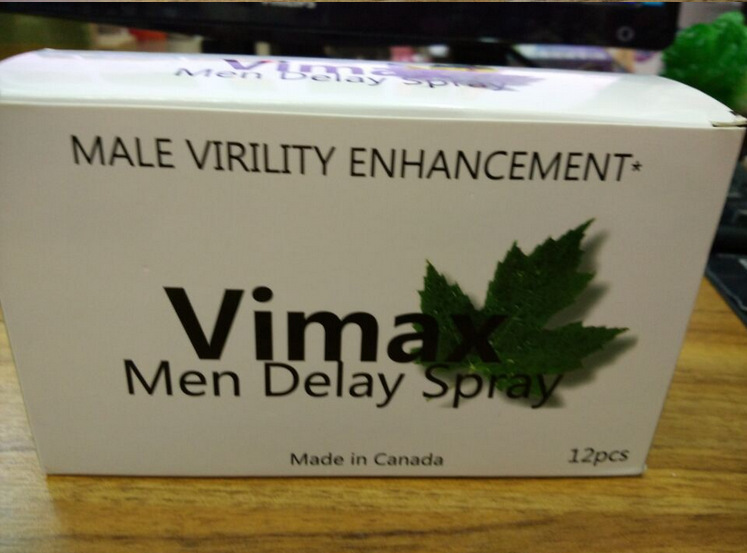 Vimax
Men Delay Spray
MALE VIRILITY ENHANCEMENT*
Vimax
Men Delay Spray
Made in Canada
12pcs